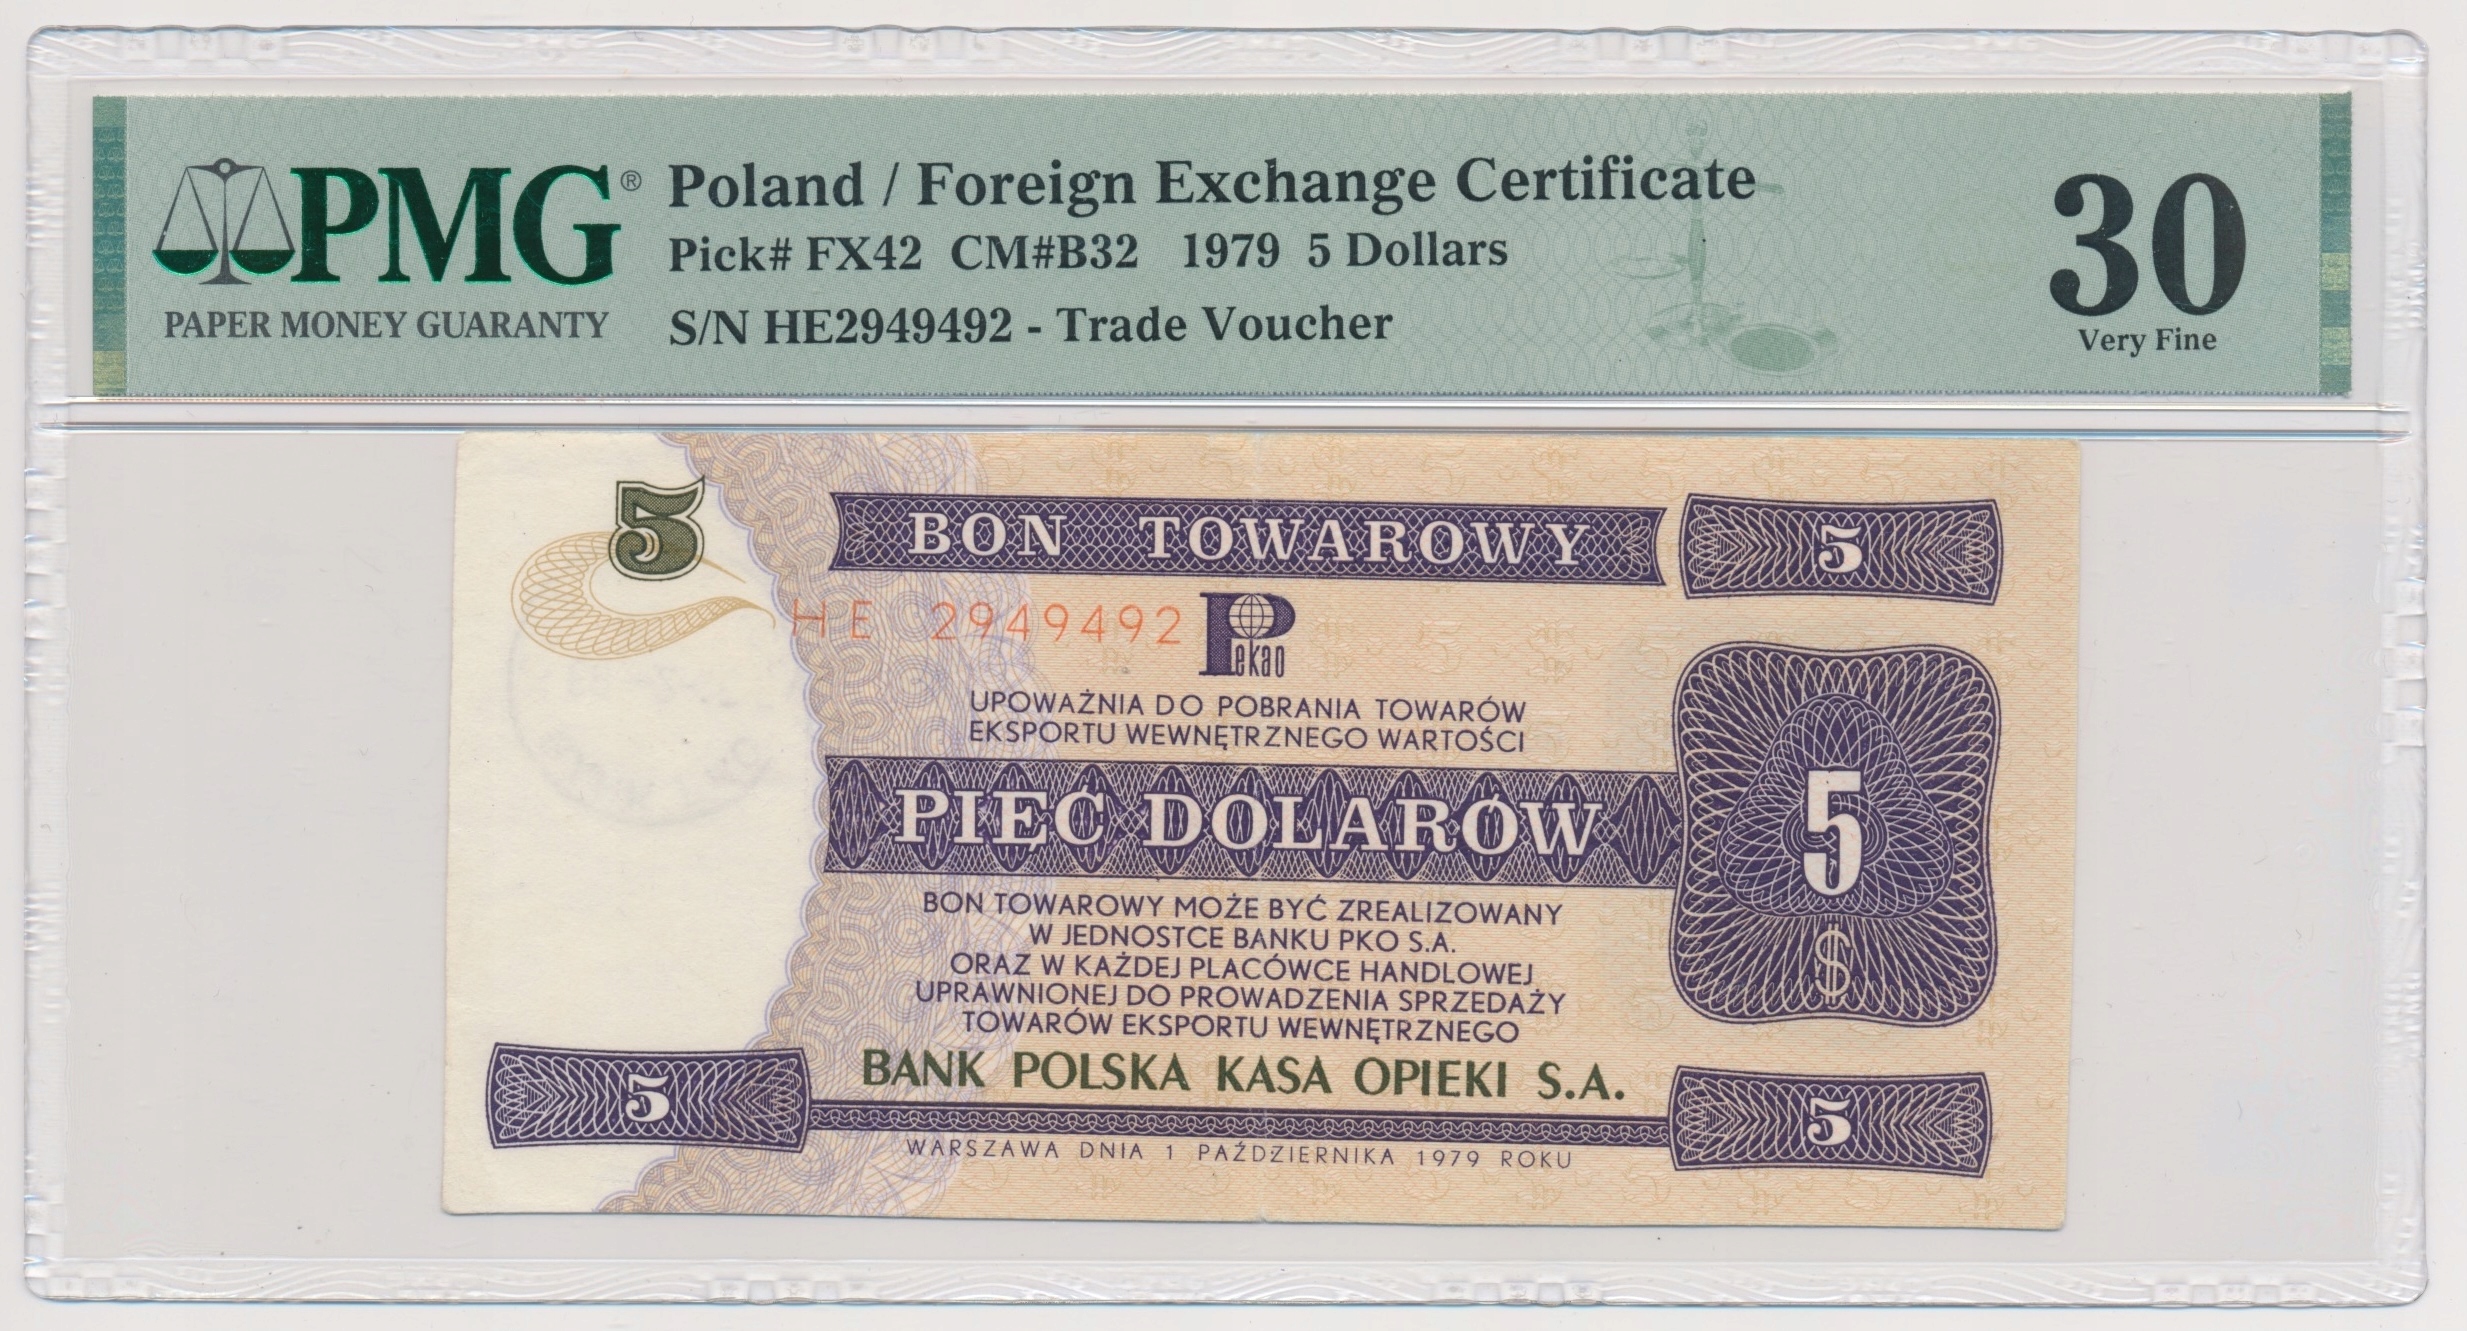 PMG®
PAPER MONEY GUARANTY
Poland / Foreign Exchange Certificate
Pick# FX42 CM#B32 1979 5 Dollars
S/N HE2949492 - Trade Voucher
30
Very Fine
5
BON TOWAROWY
5
HE 2949492
Pekao
UPOWAŻNIA DO POBRANIA TOWARÓW
EKSPORTU WEWNĘTRZNEGO WARTOŚCI
PIĘĆ DOLARÓW
5
$
BON TOWAROWY MOŻE BYĆ ZREALIZOWANY
W JEDNOSTCE BANKU PKO S.A.
ORAZ W KAŻDEJ PLACÓWCE HANDLOWEJ
UPRAWNIONEJ DO PROWADZENIA SPRZEDAŻY
TOWARÓW EKSPORTU WEWNĘTRZNEGO
BANK POLSKA KASA OPIEKI S.A.
5
5
WARSZAWA DNIA 1 PAŹDZIERNIKA 1979 ROKU